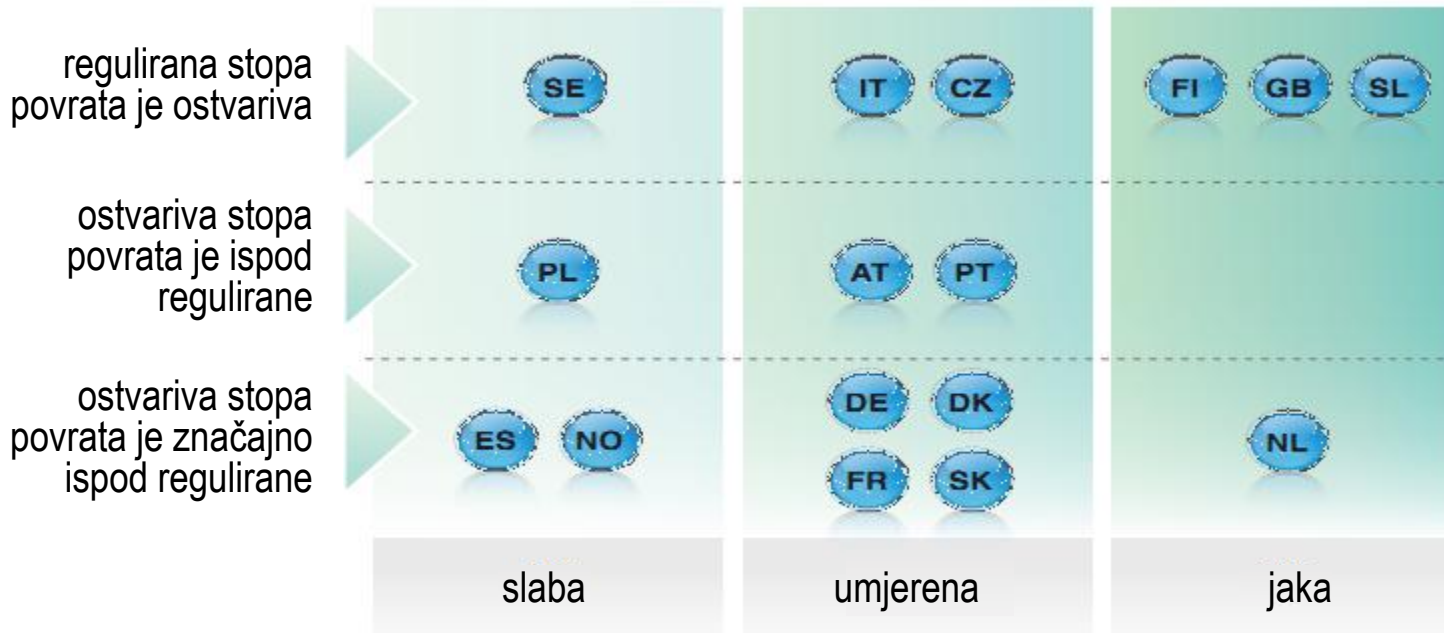 regulirana stopa
povrata je ostvariva
SE
IT CZ
FI GB SL
ostvariva stopa
povrata je ispod
regulirane
PL
AT PT
ostvariva stopa
povrata je značajno
ispod regulirane
ES NO
DE DK
FR SK
NL
slaba
umjerena
jaka